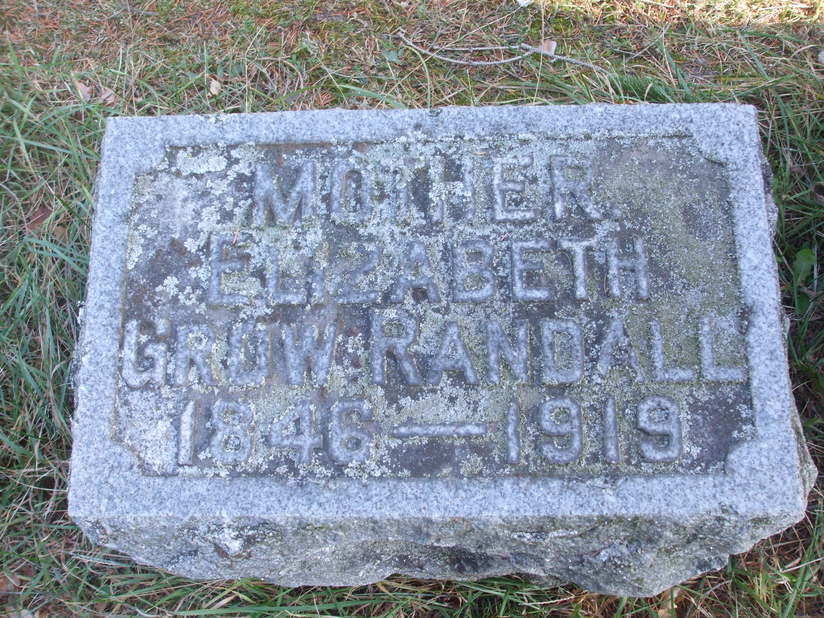 MOTHER.
ELIZABETH
GROW RANDALL
1846—1919